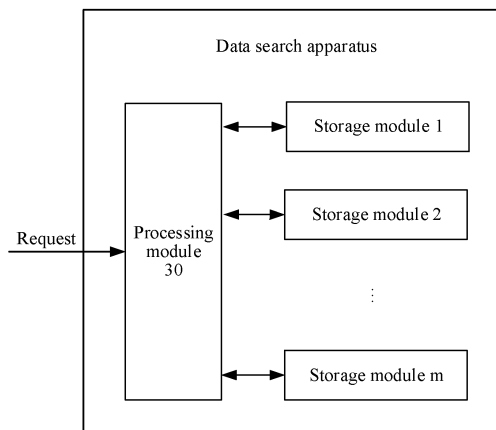 Data search apparatus
Storage module 1
Storage module 2
Request
Processing
module
30
⋮
Storage module m